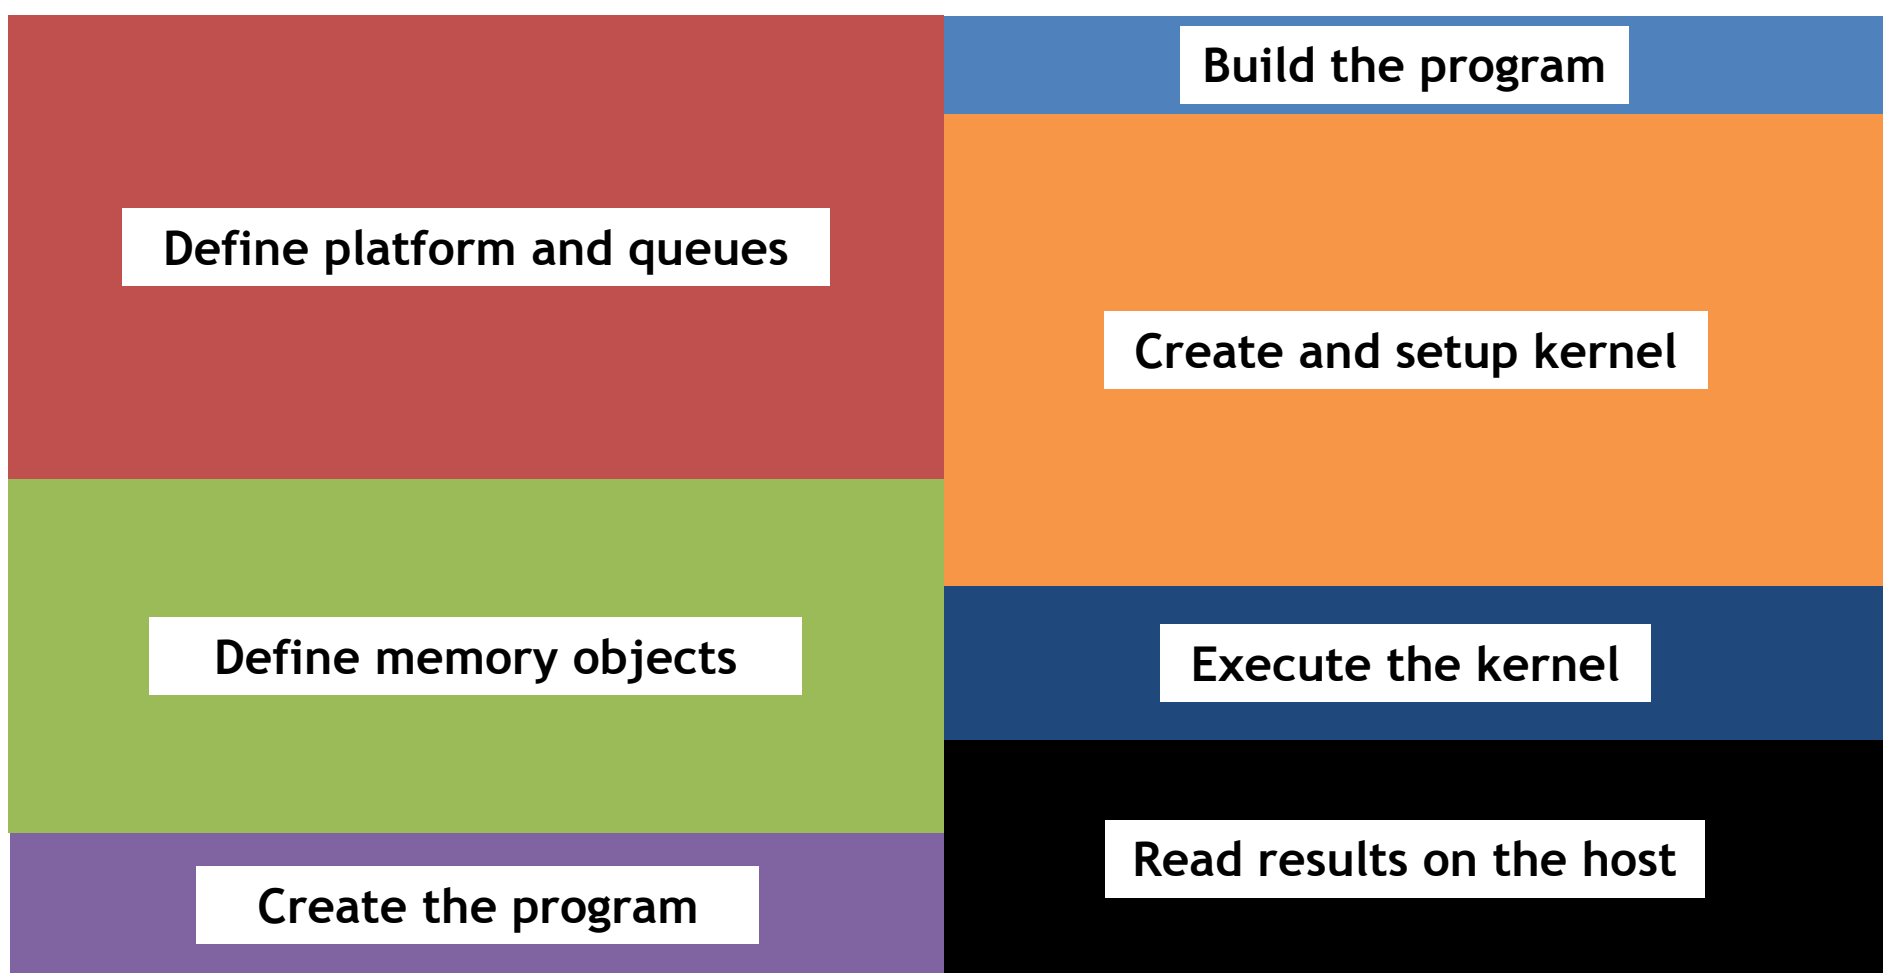 Define platform and queues
Define memory objects
Create the program
Build the program
Create and setup kernel
Execute the kernel
Read results on the host